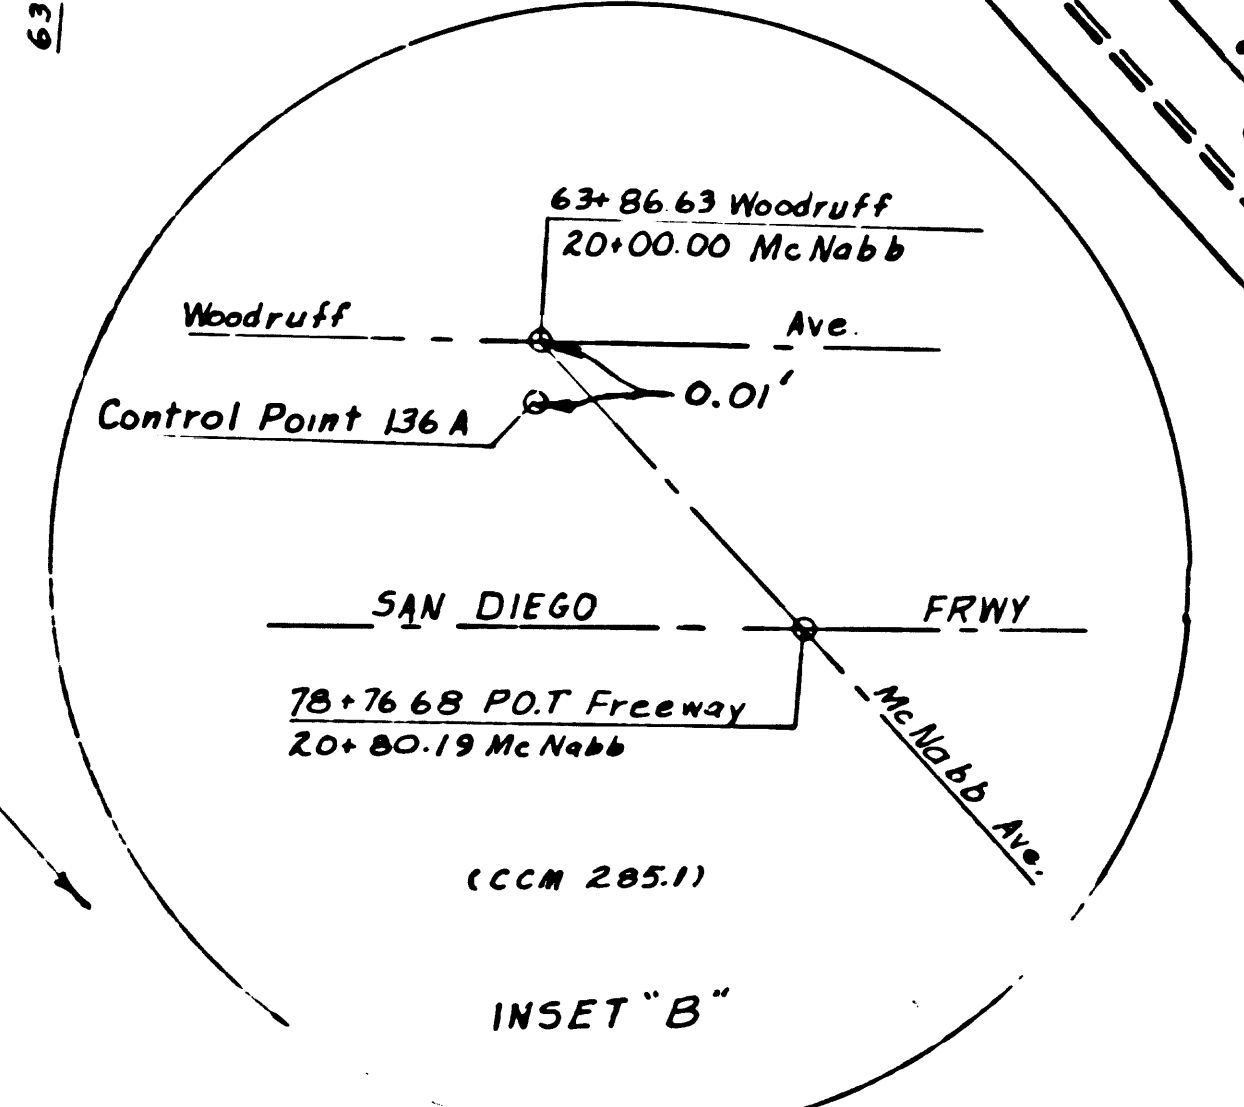 63
63+86.63 Woodruff
20+00.00 McNabb
Woodruff Ave.
0.01'
Control Point 136 A
SAN DIEGO FRWY
78+76 68 P.O.T Freeway
20+80.19 McNabb
McNabb Ave.
(CCM 285.1)
INSET "B"